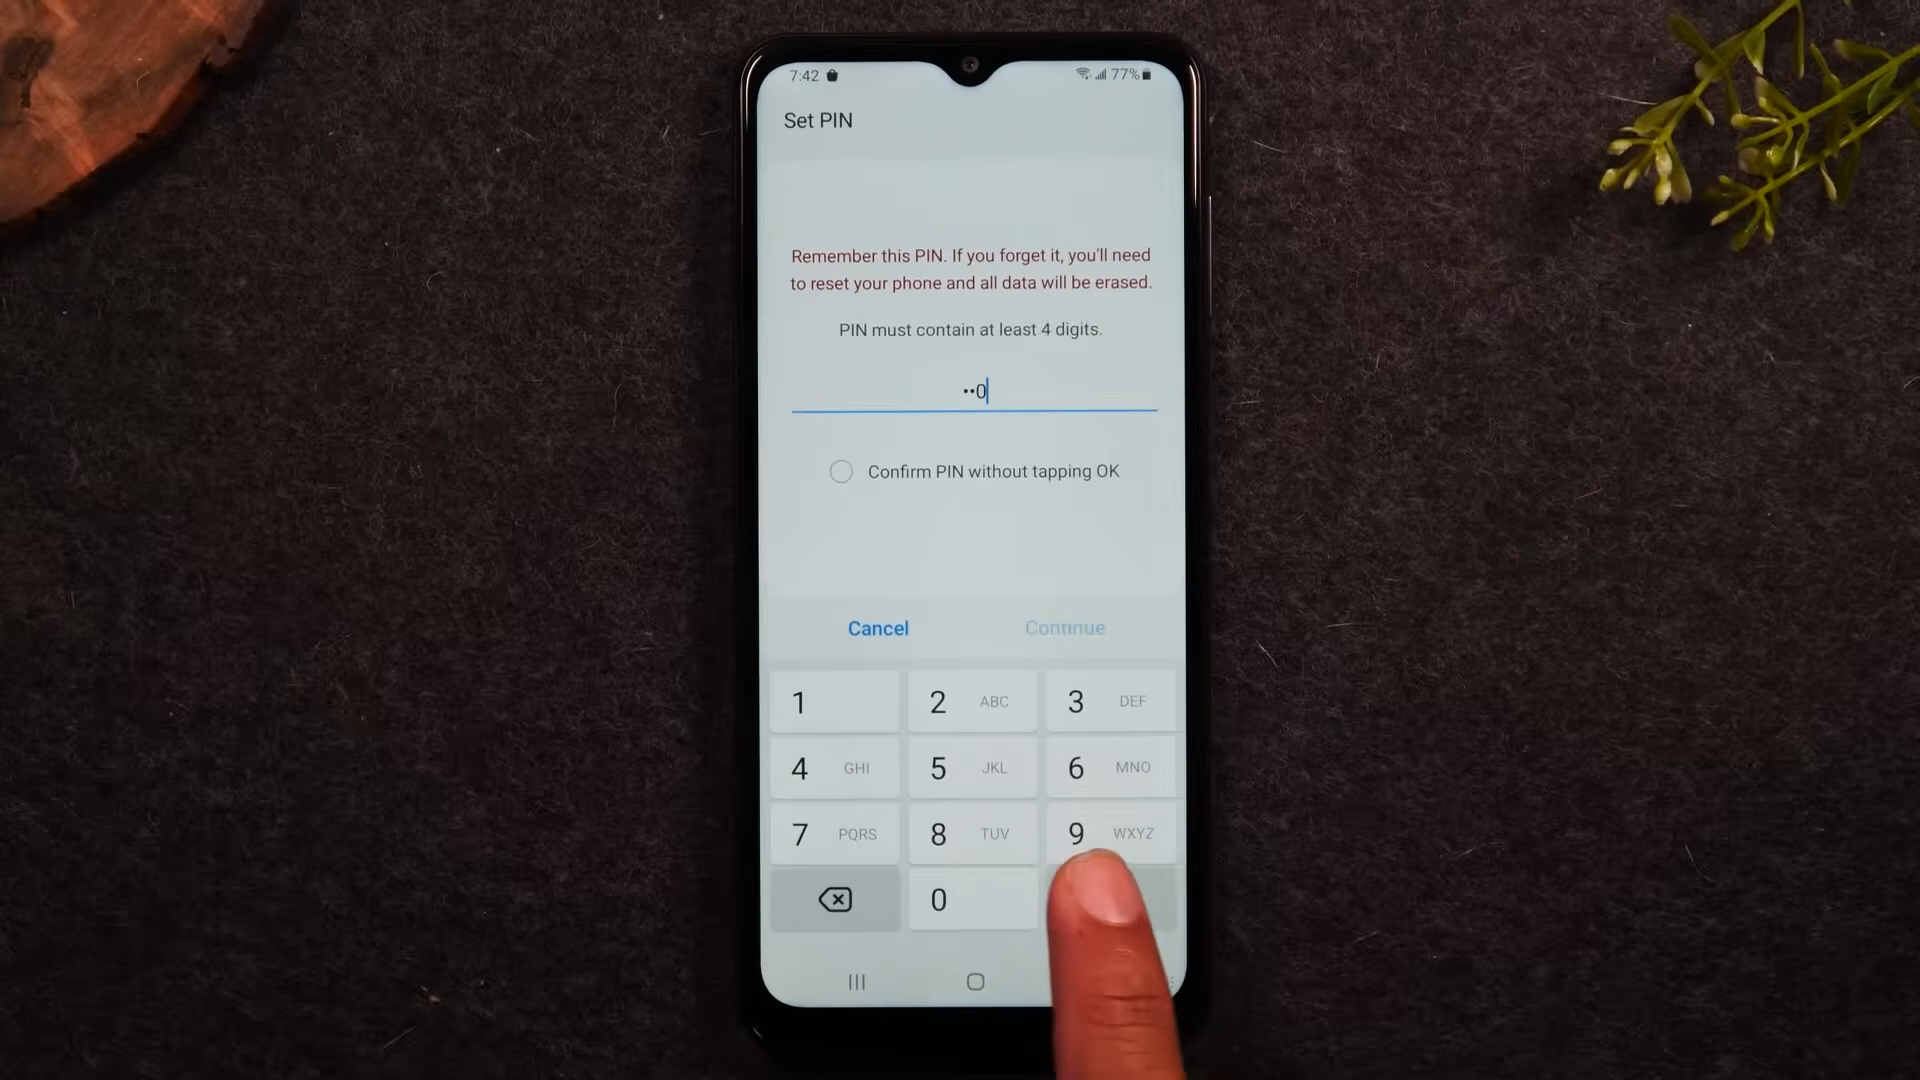 7:42 77%
Set PIN
Remember this PIN. If you forget it, you'll need
to reset your phone and all data will be erased.
PIN must contain at least 4 digits.
••0
Confirm PIN without tapping OK
Cancel Continue
1 2 ABC 3 DEF
4 GHI 5 JKL 6 MNO
7 PQRS 8 TUV 9 WXYZ
0